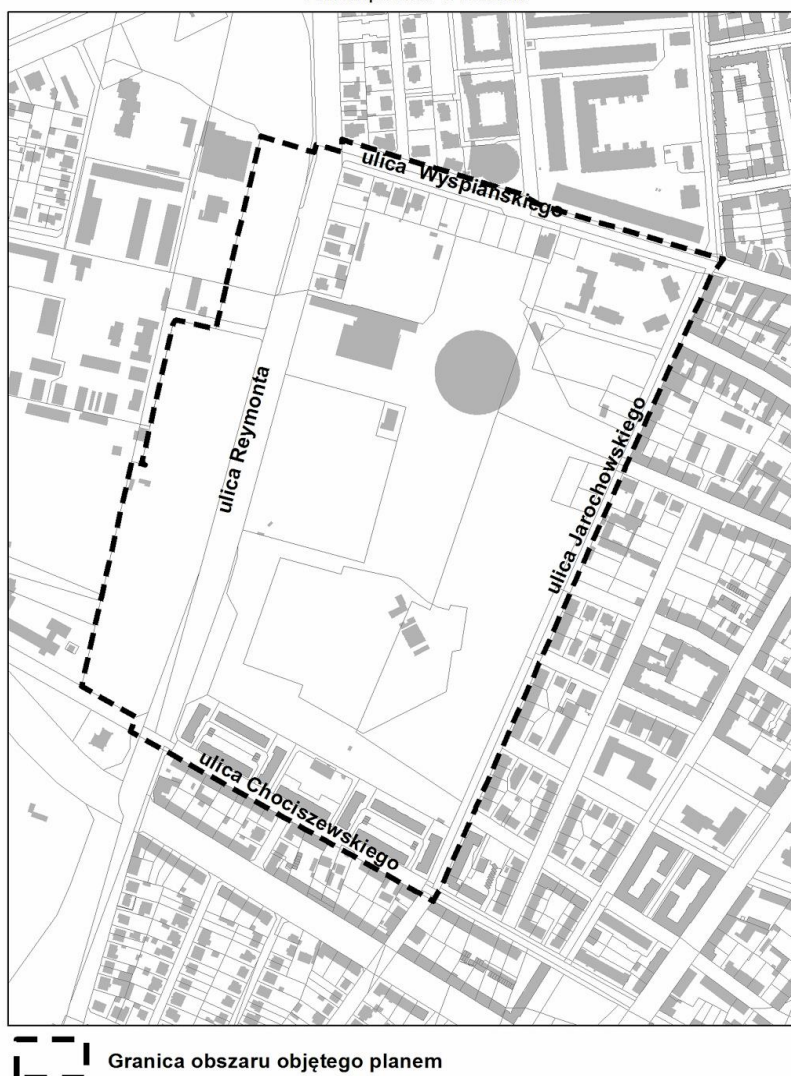 ulica Wyspiańskiego
ulica Reymonta
ulica Jarochowskiego
ulica Chociszewskiego
Granica obszaru objętego planem